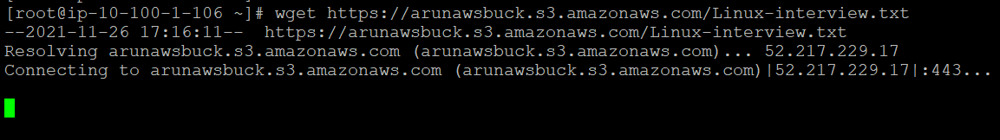 [root@ip-10-100-1-106 ~]# wget https://arunawsbuck.s3.amazonaws.com/Linux-interview.txt
--2021-11-26 17:16:11--  https://arunawsbuck.s3.amazonaws.com/Linux-interview.txt
Resolving arunawsbuck.s3.amazonaws.com (arunawsbuck.s3.amazonaws.com)... 52.217.229.17
Connecting to arunawsbuck.s3.amazonaws.com (arunawsbuck.s3.amazonaws.com)|52.217.229.17|:443...